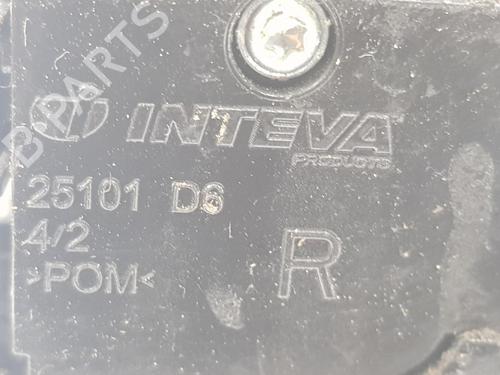 INTEVA
PRODUCTS
25101 D6
4/2
>POM<
R
B-PARTS